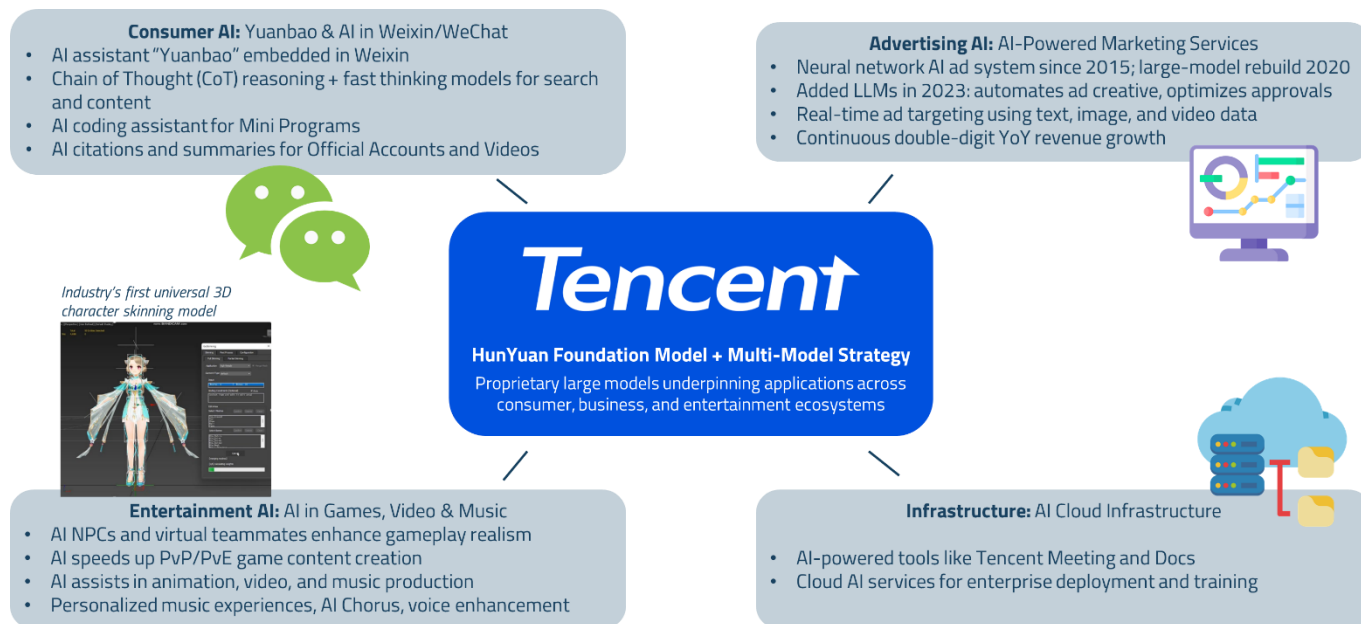 Consumer AI: Yuanbao & AI in Weixin/WeChat
• AI assistant “Yuanbao” embedded in Weixin
• Chain of Thought (CoT) reasoning + fast thinking models for search
and content
• AI coding assistant for Mini Programs
• AI citations and summaries for Official Accounts and Videos
Advertising AI: AI-Powered Marketing Services
• Neural network AI ad system since 2015; large-model rebuild 2020
• Added LLMs in 2023: automates ad creative, optimizes approvals
• Real-time ad targeting using text, image, and video data
• Continuous double-digit YoY revenue growth
Tencent
HunYuan Foundation Model + Multi-Model Strategy
Proprietary large models underpinning applications across
consumer, business, and entertainment ecosystems
Industry’s first universal 3D
character skinning model
Entertainment AI: AI in Games, Video & Music
• AI NPCs and virtual teammates enhance gameplay realism
• AI speeds up PvP/PvE game content creation
• AI assists in animation, video, and music production
• Personalized music experiences, AI Chorus, voice enhancement
Infrastructure: AI Cloud Infrastructure
• AI-powered tools like Tencent Meeting and Docs
• Cloud AI services for enterprise deployment and training